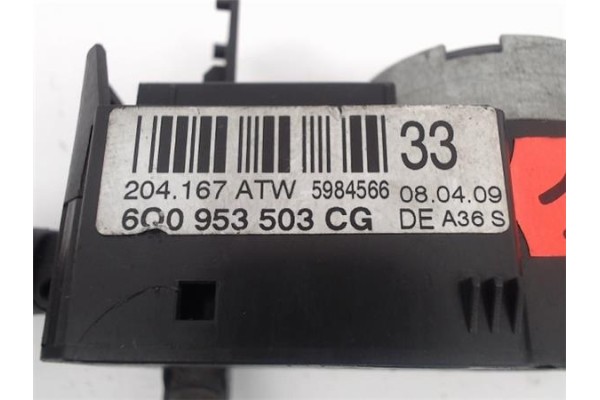 33
204.167 ATW 5984566 08.04.09
6Q0 953 503 CG DE A36 S